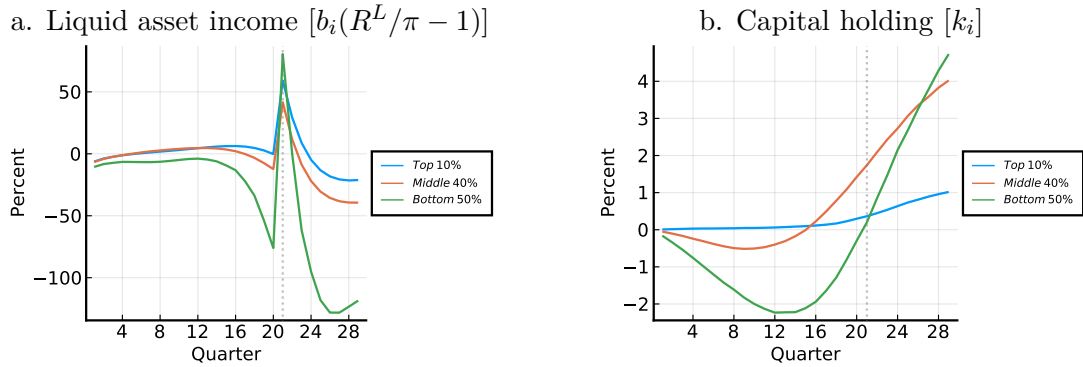 a. Liquid asset income [b_i(R^L/π − 1)]
Percent
50
0
−50
−100
4 8 12 16 20 24 28
Quarter
Top 10%
Middle 40%
Bottom 50%
b. Capital holding [k_i]
Percent
4
3
2
1
0
−1
−2
4 8 12 16 20 24 28
Quarter
Top 10%
Middle 40%
Bottom 50%